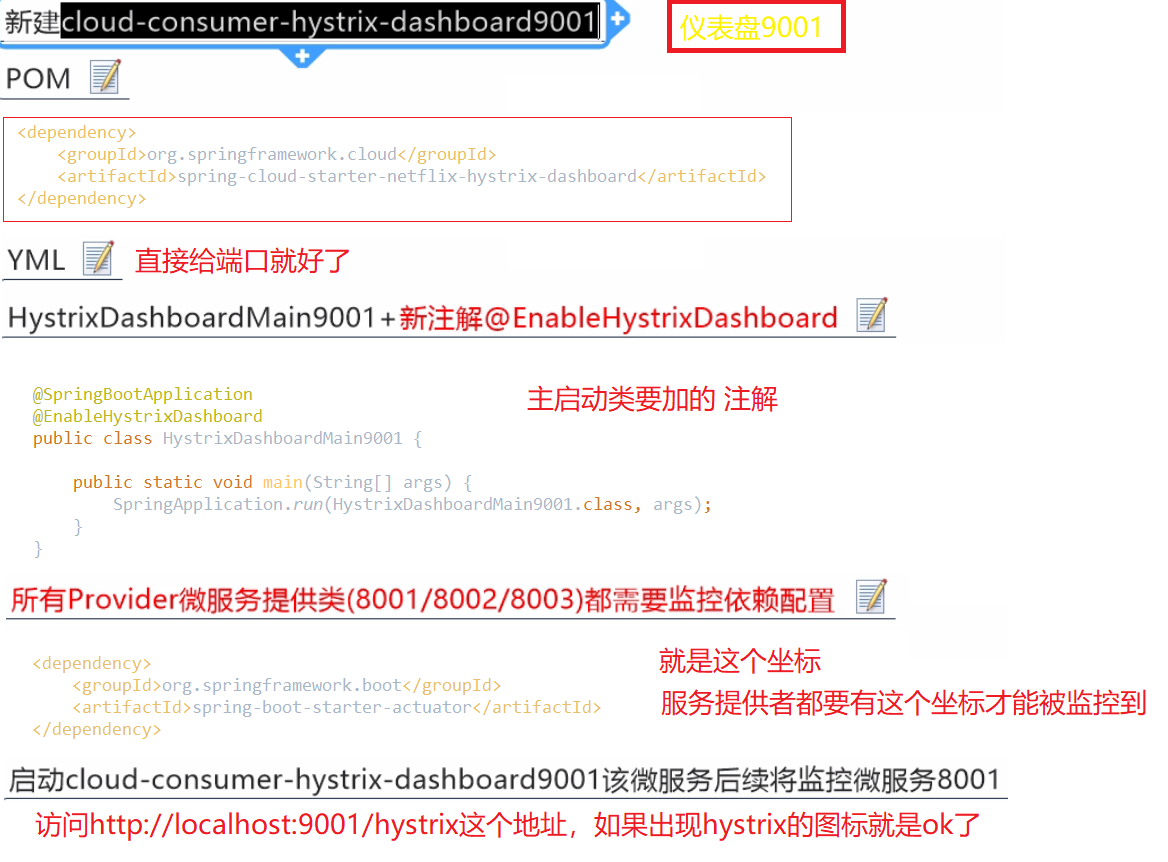 新建cloud-consumer-hystrix-dashboard9001
仪表盘9001
POM
<dependency>
    <groupId>org.springframework.cloud</groupId>
    <artifactId>spring-cloud-starter-netflix-hystrix-dashboard</artifactId>
</dependency>
YML 直接给端口就好了
HystrixDashboardMain9001+新注解@EnableHystrixDashboard
@SpringBootApplication
主启动类要加的 注解
@EnableHystrixDashboard
public class HystrixDashboardMain9001 {
    public static void main(String[] args) {
        SpringApplication.run(HystrixDashboardMain9001.class, args);
    }
}
所有Provider微服务提供类(8001/8002/8003)都需要监控依赖配置
<dependency>
    <groupId>org.springframework.boot</groupId>
    <artifactId>spring-boot-starter-actuator</artifactId>
</dependency>
就是这个坐标
服务提供者都要有这个坐标才能被监控到
启动cloud-consumer-hystrix-dashboard9001该微服务后续将监控微服务8001
访问http://localhost:9001/hystrix这个地址，如果出现hystrix的图标就是ok了